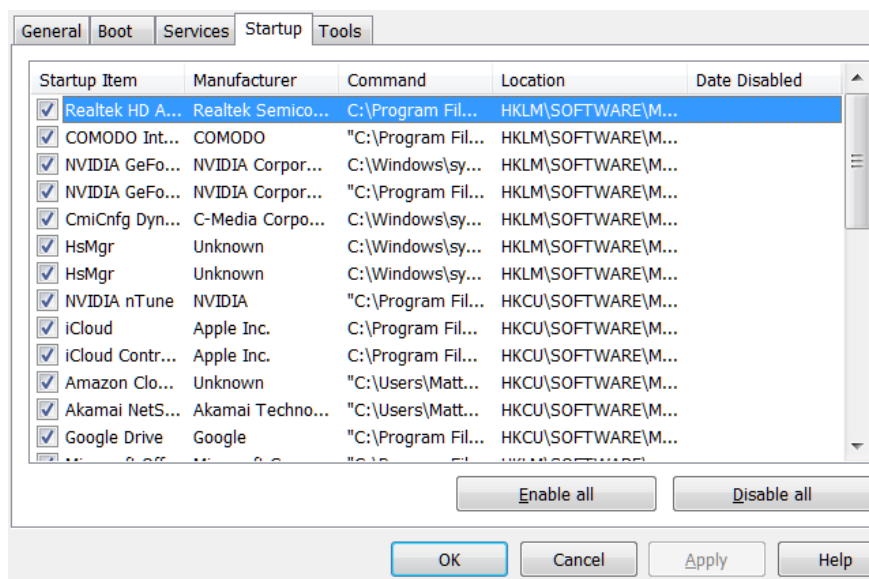 General Boot Services Startup Tools
Startup Item Manufacturer Command Location Date Disabled
Realtek HD A... Realtek Semico... C:\Program Fil... HKLM\SOFTWARE\M...
COMODO Int... COMODO "C:\Program Fil... HKLM\SOFTWARE\M...
NVIDIA GeFo... NVIDIA Corpor... C:\Windows\sy... HKLM\SOFTWARE\M...
NVIDIA GeFo... NVIDIA Corpor... "C:\Program Fil... HKLM\SOFTWARE\M...
CmiCnfg Dyn... C-Media Corpo... C:\Windows\sy... HKLM\SOFTWARE\M...
HsMgr Unknown C:\Windows\sy... HKLM\SOFTWARE\M...
HsMgr Unknown C:\Windows\sy... HKLM\SOFTWARE\M...
NVIDIA nTune NVIDIA "C:\Program Fil... HKCU\SOFTWARE\M...
iCloud Apple Inc. C:\Program Fil... HKCU\SOFTWARE\M...
iCloud Contr... Apple Inc. C:\Program Fil... HKCU\SOFTWARE\M...
Amazon Clo... Unknown "C:\Users\Matt... HKCU\SOFTWARE\M...
Akamai NetS... Akamai Techno... "C:\Users\Matt... HKCU\SOFTWARE\M...
Google Drive Google "C:\Program Fil... HKCU\SOFTWARE\M...
Enable all Disable all
OK Cancel Apply Help